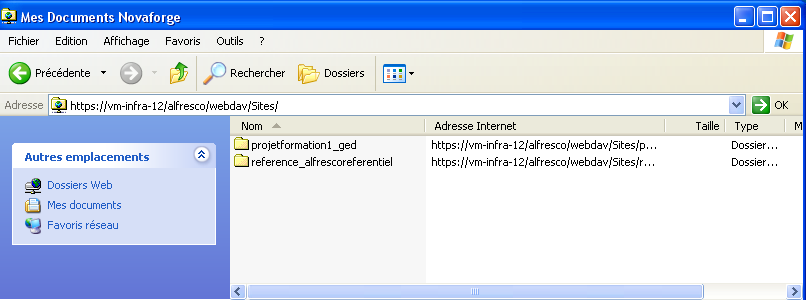 Mes Documents Novaforge
Fichier Edition Affichage Favoris Outils ?
Précédente Rechercher Dossiers
Adresse https://vm-infra-12/alfresco/webdav/Sites/ OK
Nom Adresse Internet Taille Type M
projetformation1_ged https://vm-infra-12/alfresco/webdav/Sites/p... Dossier...
reference_alfrescoreferentiel https://vm-infra-12/alfresco/webdav/Sites/r... Dossier...
Autres emplacements
Dossiers Web
Mes documents
Favoris réseau